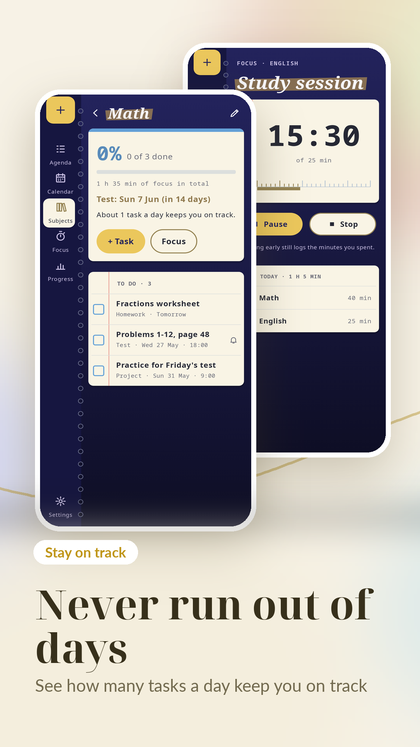 FOCUS · ENGLISH
Study session
15:30
of 25 min
Pause
Stop
ng early still logs the minutes you spent.
TODAY · 1 H 5 MIN
Math 40 min
English 25 min
+
+
Agenda
Calendar
Subjects
Focus
Progress
Settings
Math
0% 0 of 3 done
1 h 35 min of focus in total
Test: Sun 7 Jun (in 14 days)
About 1 task a day keeps you on track.
+ Task
Focus
TO DO · 3
Fractions worksheet
Homework · Tomorrow
Problems 1-12, page 48
Test · Wed 27 May · 18:00
Practice for Friday's test
Project · Sun 31 May · 9:00
Stay on track
Never run out of
days
See how many tasks a day keep you on track